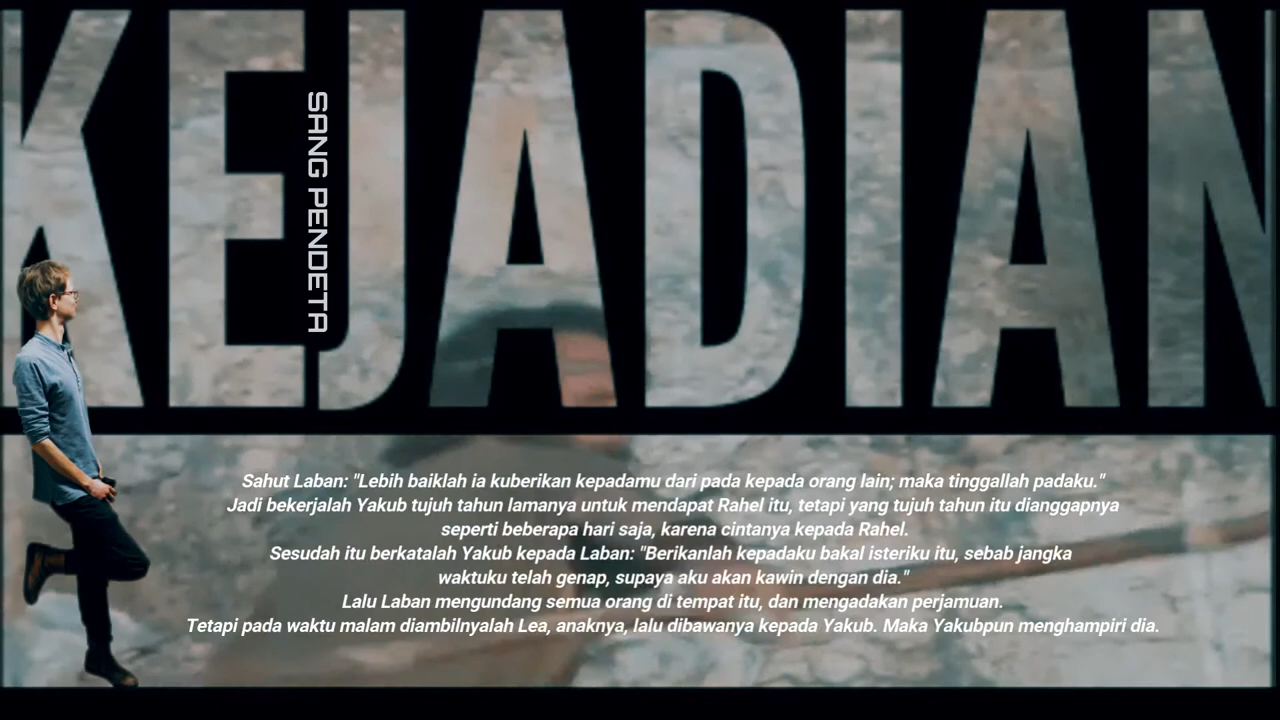 KEJADIAN
SANG PENDETA
Sahut Laban: "Lebih baiklah ia kuberikan kepadamu dari pada kepada orang lain; maka tinggallah padaku."
Jadi bekerjalah Yakub tujuh tahun lamanya untuk mendapat Rahel itu, tetapi yang tujuh tahun itu dianggapnya
seperti beberapa hari saja, karena cintanya kepada Rahel.
Sesudah itu berkatalah Yakub kepada Laban: "Berikanlah kepadaku bakal isteriku itu, sebab jangka
waktuku telah genap, supaya aku akan kawin dengan dia."
Lalu Laban mengundang semua orang di tempat itu, dan mengadakan perjamuan.
Tetapi pada waktu malam diambilnyalah Lea, anaknya, lalu dibawanya kepada Yakub. Maka Yakubpun menghampiri dia.